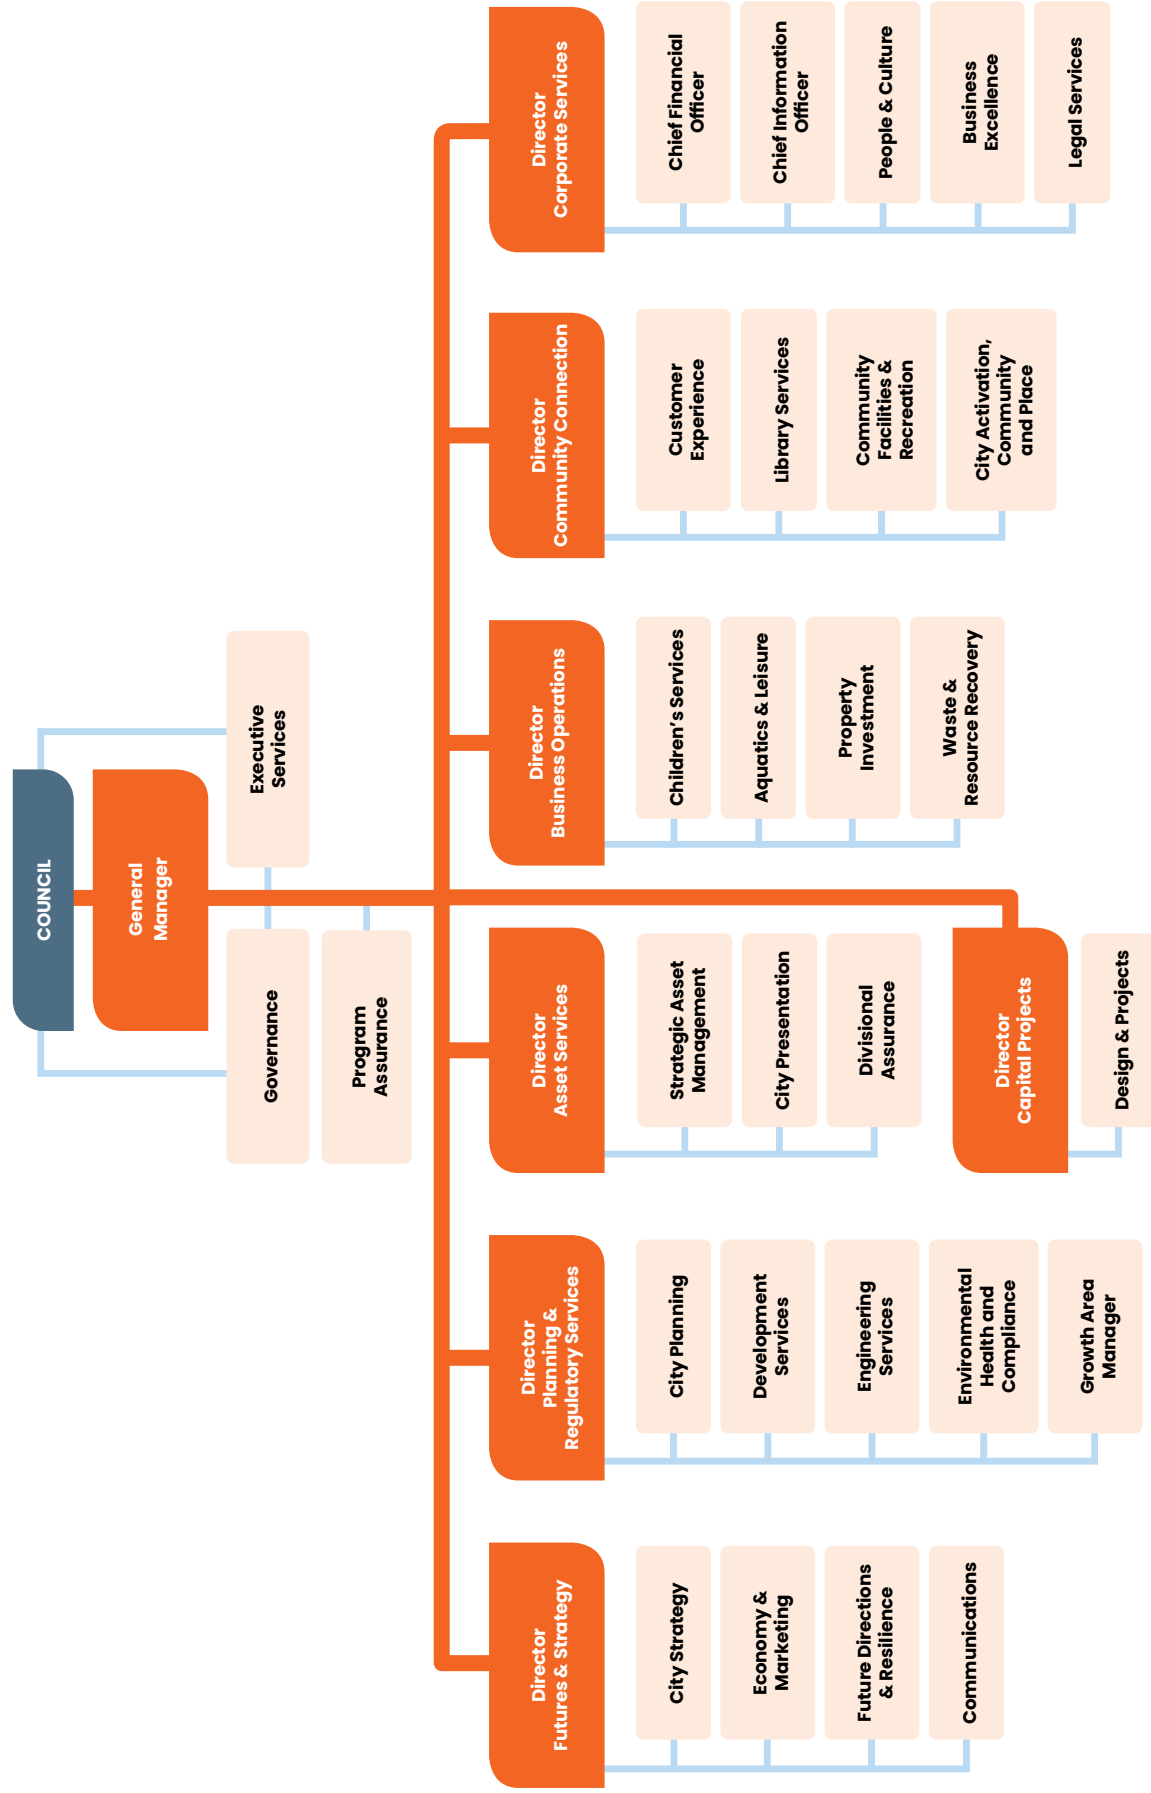 COUNCIL
General
Manager
Governance
Executive
Services
Program
Assurance
Director
Futures & Strategy
City Strategy
Economy &
Marketing
Future Directions
& Resilience
Communications
Director
Planning &
Regulatory Services
City Planning
Development
Services
Engineering
Services
Environmental
Health and
Compliance
Growth Area
Manager
Director
Asset Services
Strategic Asset
Management
City Presentation
Divisional
Assurance
Director
Capital Projects
Design & Projects
Director
Business Operations
Children’s Services
Aquatics & Leisure
Property
Investment
Waste &
Resource Recovery
Director
Community Connection
Customer
Experience
Library Services
Community
Facilities &
Recreation
City Activation,
Community
and Place
Director
Corporate Services
Chief Financial
Officer
Chief Information
Officer
People & Culture
Business
Excellence
Legal Services